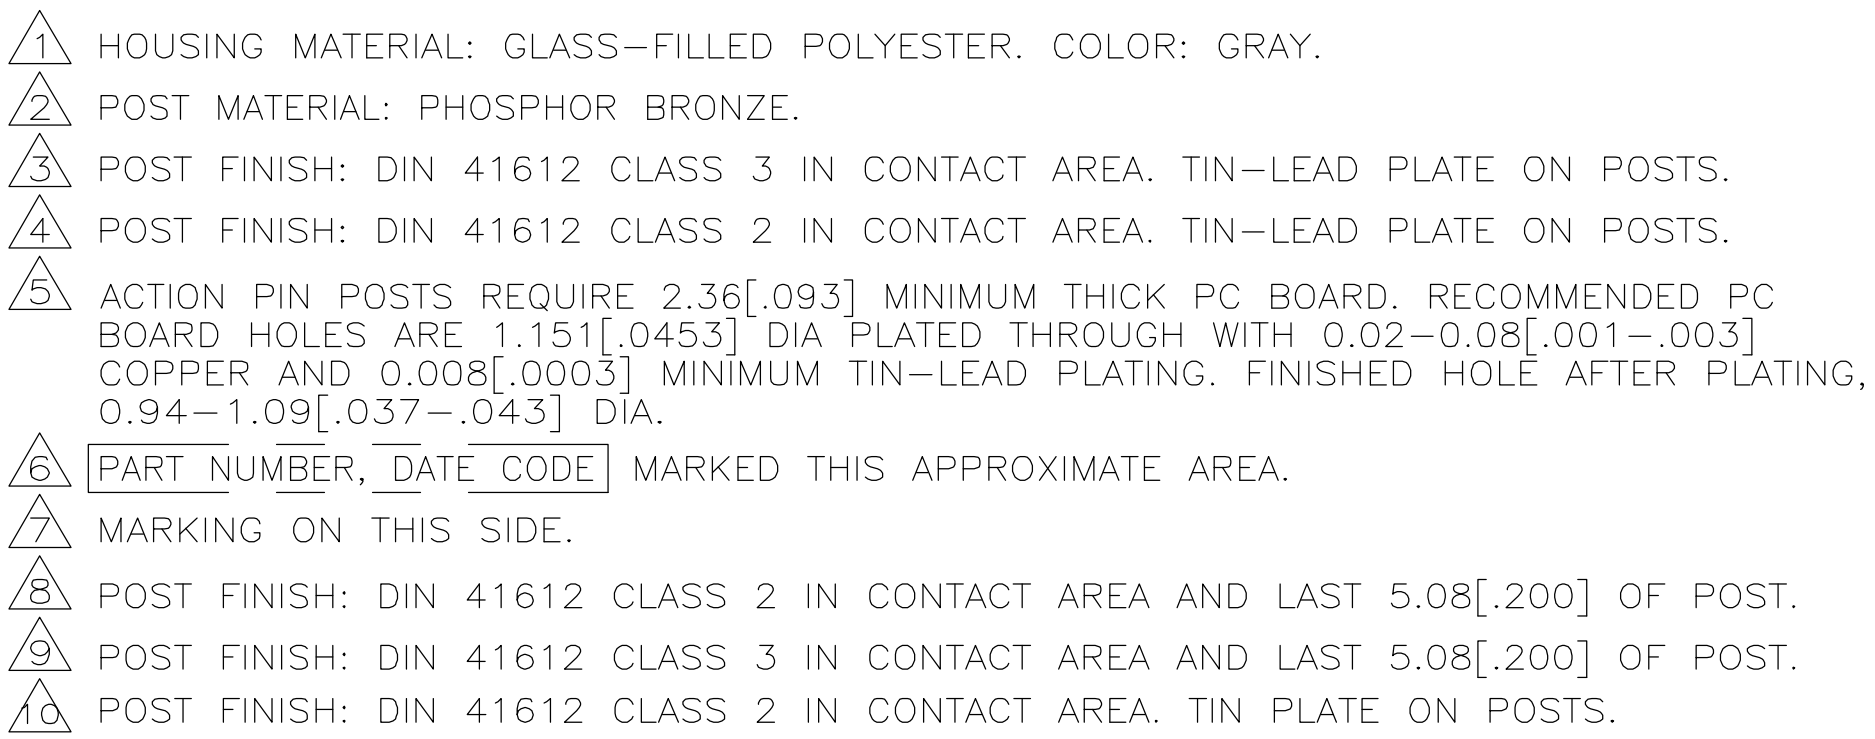 1 HOUSING MATERIAL: GLASS-FILLED POLYESTER. COLOR: GRAY.
2 POST MATERIAL: PHOSPHOR BRONZE.
3 POST FINISH: DIN 41612 CLASS 3 IN CONTACT AREA. TIN-LEAD PLATE ON POSTS.
4 POST FINISH: DIN 41612 CLASS 2 IN CONTACT AREA. TIN-LEAD PLATE ON POSTS.
5 ACTION PIN POSTS REQUIRE 2.36[.093] MINIMUM THICK PC BOARD. RECOMMENDED PC
BOARD HOLES ARE 1.151[.0453] DIA PLATED THROUGH WITH 0.02-0.08[.001-.003]
COPPER AND 0.008[.0003] MINIMUM TIN-LEAD PLATING. FINISHED HOLE AFTER PLATING,
0.94-1.09[.037-.043] DIA.
6 PART NUMBER, DATE CODE MARKED THIS APPROXIMATE AREA.
7 MARKING ON THIS SIDE.
8 POST FINISH: DIN 41612 CLASS 2 IN CONTACT AREA AND LAST 5.08[.200] OF POST.
9 POST FINISH: DIN 41612 CLASS 3 IN CONTACT AREA AND LAST 5.08[.200] OF POST.
10 POST FINISH: DIN 41612 CLASS 2 IN CONTACT AREA. TIN PLATE ON POSTS.